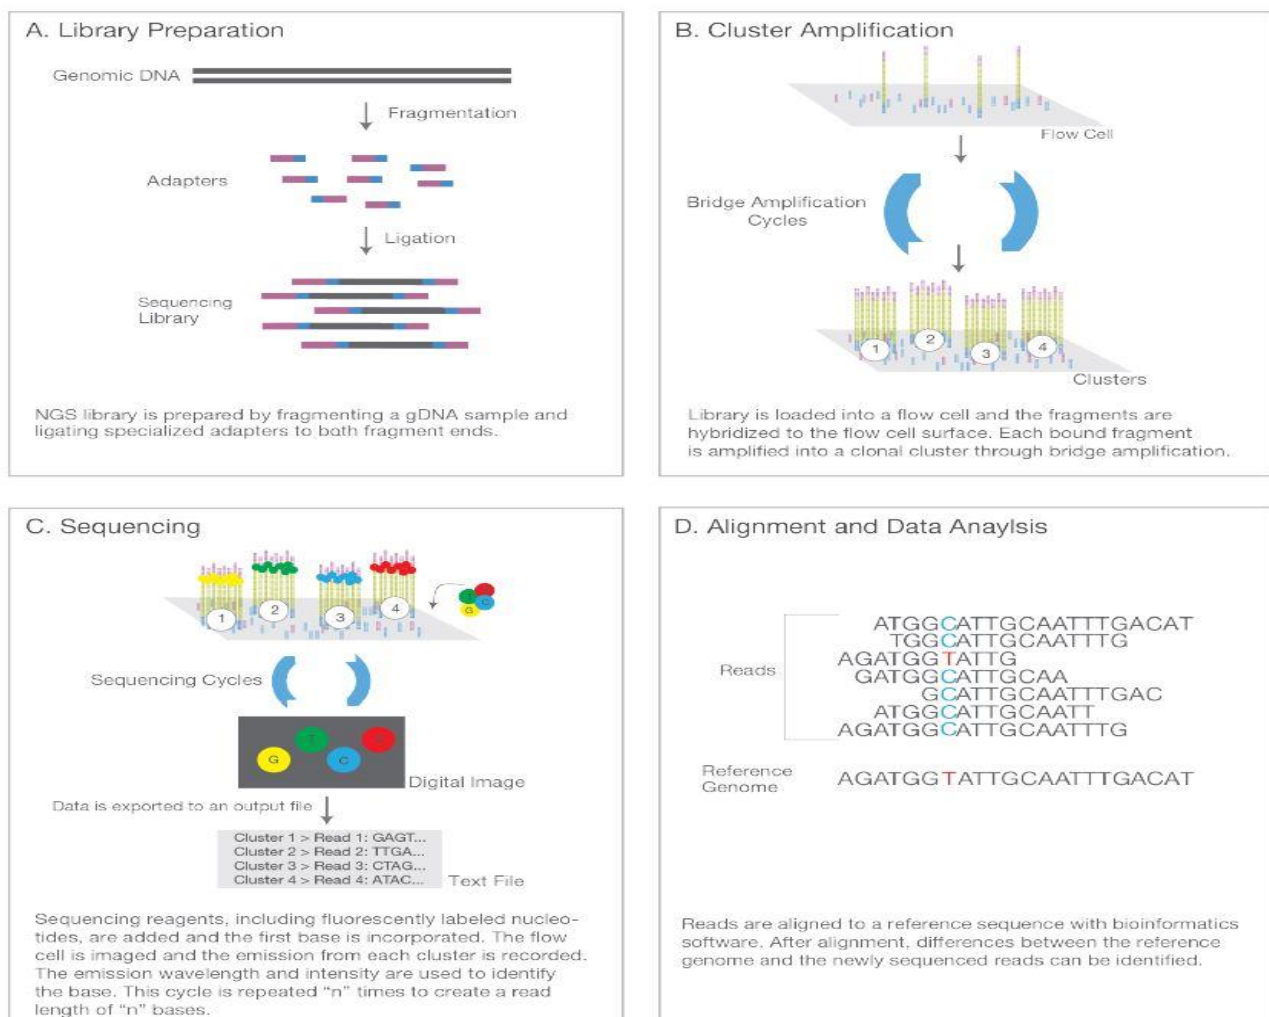 A. Library Preparation
Genomic DNA
Fragmentation
Adapters
Ligation
Sequencing
Library
NGS library is prepared by fragmenting a gDNA sample and
ligating specialized adapters to both fragment ends.
B. Cluster Amplification
Flow Cell
Bridge Amplification
Cycles
1
2
3
4
Clusters
Library is loaded into a flow cell and the fragments are
hybridized to the flow cell surface. Each bound fragment
is amplified into a clonal cluster through bridge amplification.
C. Sequencing
1
2
3
4
T
C
G
Sequencing Cycles
T
G
C
Digital Image
Data is exported to an output file
Cluster 1 > Read 1: GAGT...
Cluster 2 > Read 2: TTGA...
Cluster 3 > Read 3: CTAG...
Cluster 4 > Read 4: ATAC...
Text File
Sequencing reagents, including fluorescently labeled nucleo-
tides, are added and the first base is incorporated. The flow
cell is imaged and the emission from each cluster is recorded.
The emission wavelength and intensity are used to identify
the base. This cycle is repeated “n” times to create a read
length of “n” bases.
D. Alignment and Data Anaylsis
Reads
ATGGCATTGCAATTTGACAT
TGGCATTGCAATTTG
AGATGGTATTG
GATGGCATTGCAA
GCATTGCAATTTGAC
ATGGCATTGCAATT
AGATGGCATTGCAATTTG
Reference
Genome
AGATGGTATTGCAATTTGACAT
Reads are aligned to a reference sequence with bioinformatics
software. After alignment, differences between the reference
genome and the newly sequenced reads can be identified.